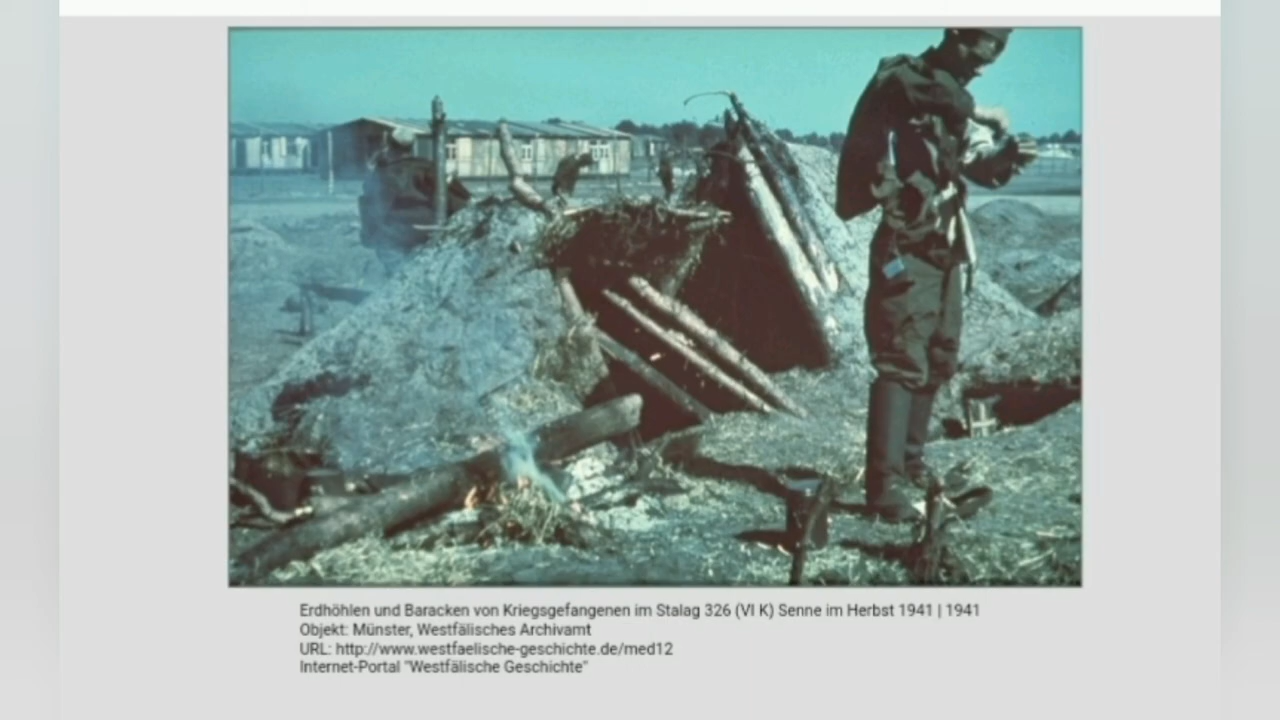 Erdhöhlen und Baracken von Kriegsgefangenen im Stalag 326 (VI K) Senne im Herbst 1941 | 1941
Objekt: Münster, Westfälisches Archivamt
URL: http://www.westfaelische-geschichte.de/med12
Internet-Portal "Westfälische Geschichte"